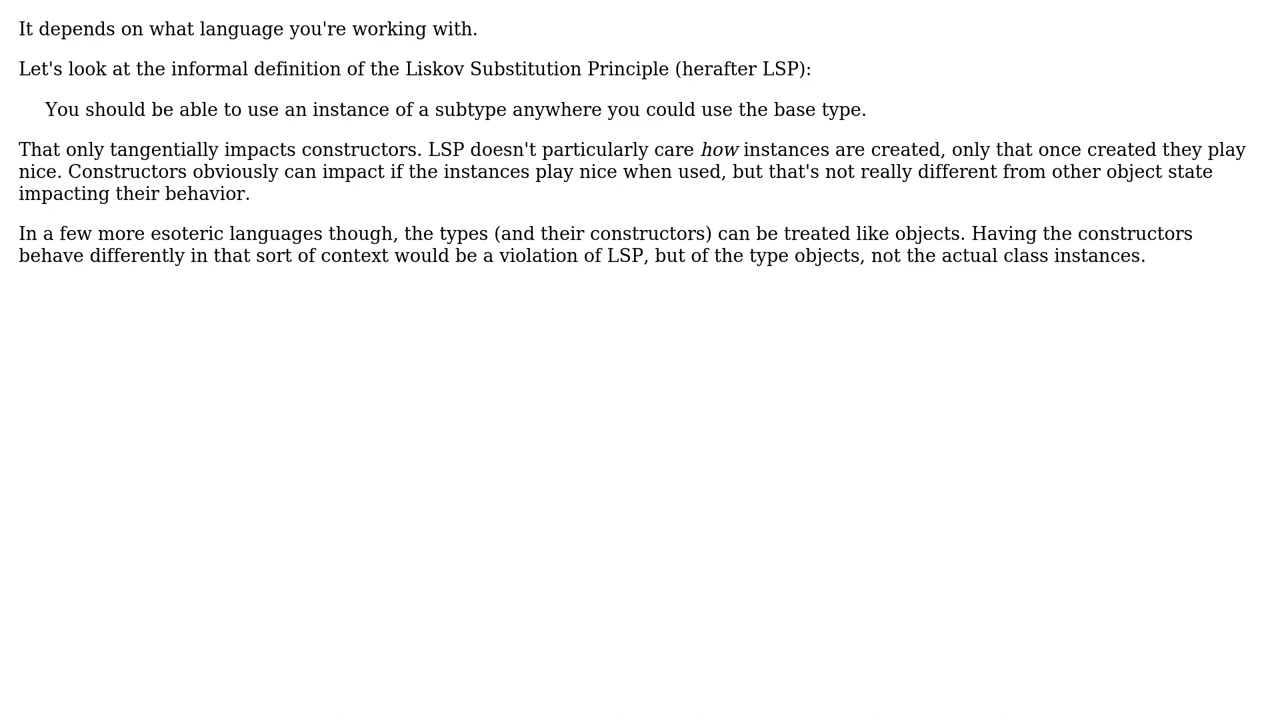 It depends on what language you're working with.
Let's look at the informal definition of the Liskov Substitution Principle (herafter LSP):
You should be able to use an instance of a subtype anywhere you could use the base type.
That only tangentially impacts constructors. LSP doesn't particularly care how instances are created, only that once created they play
nice. Constructors obviously can impact if the instances play nice when used, but that's not really different from other object state
impacting their behavior.
In a few more esoteric languages though, the types (and their constructors) can be treated like objects. Having the constructors
behave differently in that sort of context would be a violation of LSP, but of the type objects, not the actual class instances.